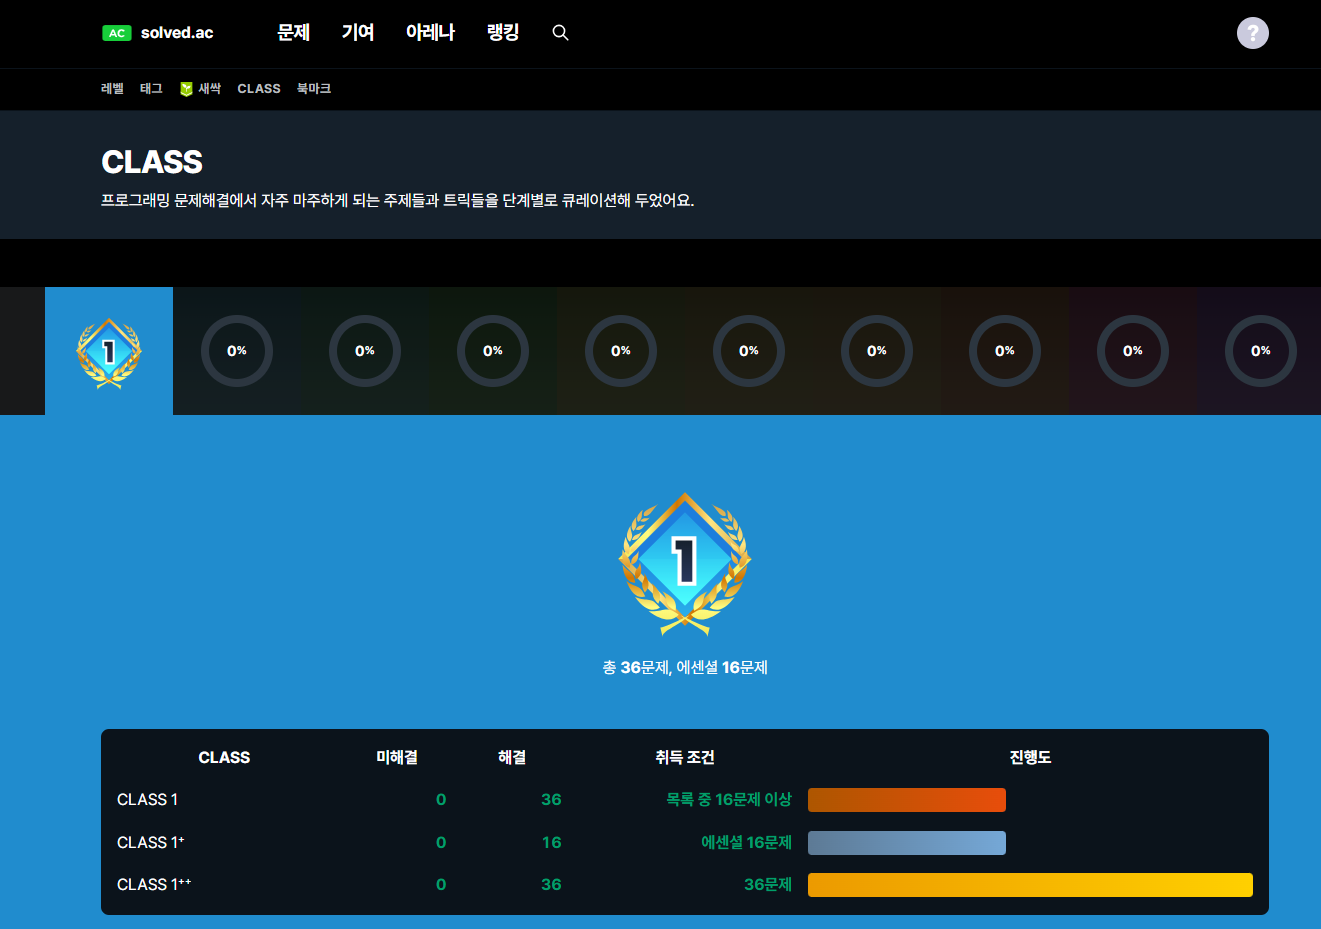 AC solved.ac 문제 기여 아레나 랭킹 ?
레벨 태그 새싹 CLASS 북마크
CLASS
프로그래밍 문제해결에서 자주 마주하게 되는 주제들과 트릭들을 단계별로 큐레이션해 두었어요.
1 0% 0% 0% 0% 0% 0% 0% 0% 0%
1
총 36문제, 에센셜 16문제
CLASS 미해결 해결 취득 조건 진행도
CLASS 1 0 36 목록 중 16문제 이상
CLASS 1+ 0 16 에센셜 16문제
CLASS 1++ 0 36 36문제